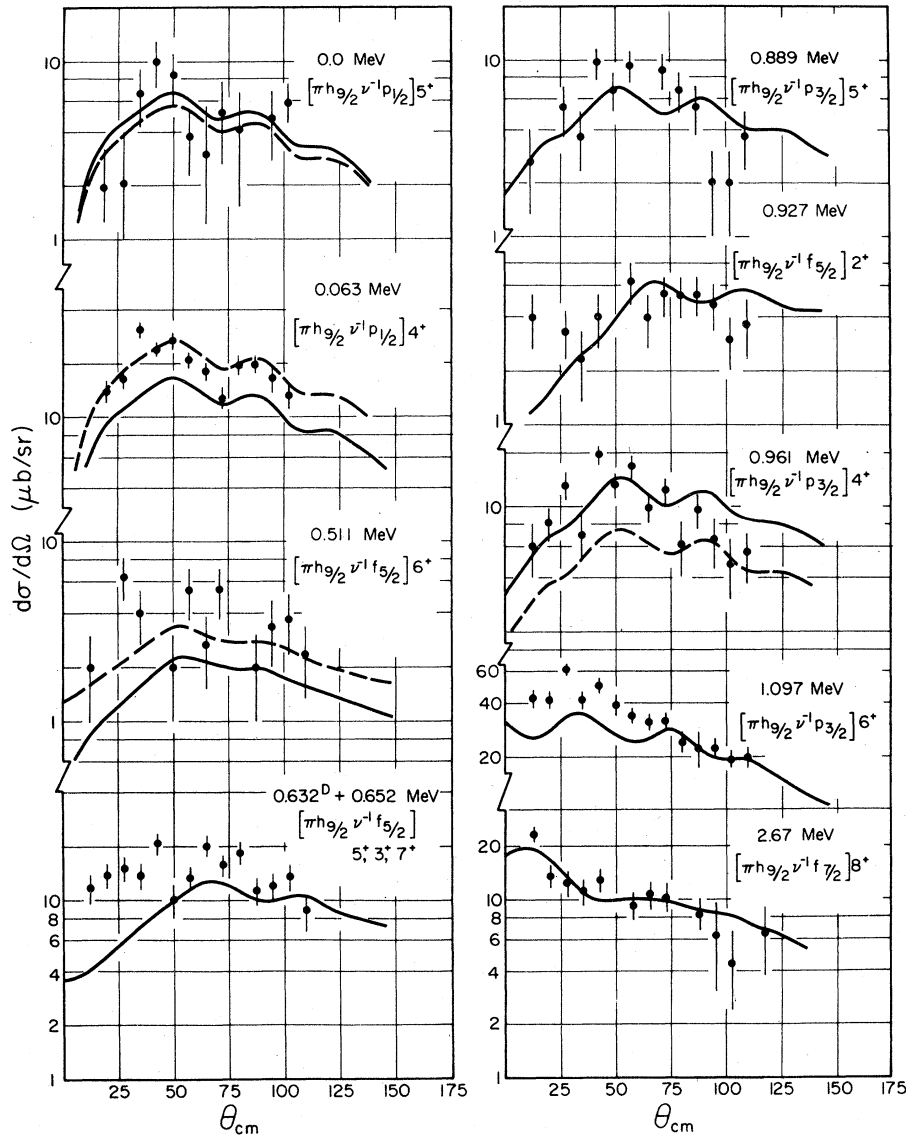 dσ/dΩ (μb/sr)
10
0.0 MeV
[πh9/2 ν⁻¹p1/2]5⁺
1
0.063 MeV
[πh9/2 ν⁻¹p1/2]4⁺
10
10
0.511 MeV
[πh9/2 ν⁻¹f5/2]6⁺
1
0.632ᴰ + 0.652 MeV
[πh9/2 ν⁻¹f5/2]
5⁺, 3⁺, 7⁺
10
8
6
4
2
1
25 50 75 100 125 150 175
θcm
10
0.889 MeV
[πh9/2 ν⁻¹p3/2]5⁺
1
0.927 MeV
[πh9/2 ν⁻¹f5/2]2⁺
1
0.961 MeV
[πh9/2 ν⁻¹p3/2]4⁺
10
60
40
20
1.097 MeV
[πh9/2 ν⁻¹p3/2]6⁺
20
2.67 MeV
[πh9/2 ν⁻¹f7/2]8⁺
10
8
6
4
2
1
25 50 75 100 125 150 175
θcm